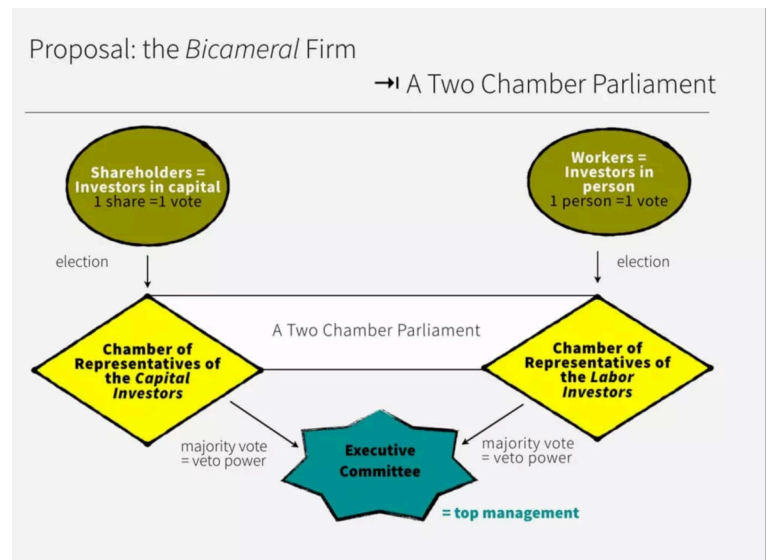 Proposal: the Bicameral Firm
→I A Two Chamber Parliament
Shareholders =
Investors in capital
1 share =1 vote
Workers =
Investors in
person
1 person =1 vote
election
election
A Two Chamber Parliament
Chamber of
Representatives of
the Capital
Investors
Chamber of
Representatives of
the Labor
Investors
majority vote
= veto power
Executive
Committee
majority vote
= veto power
= top management